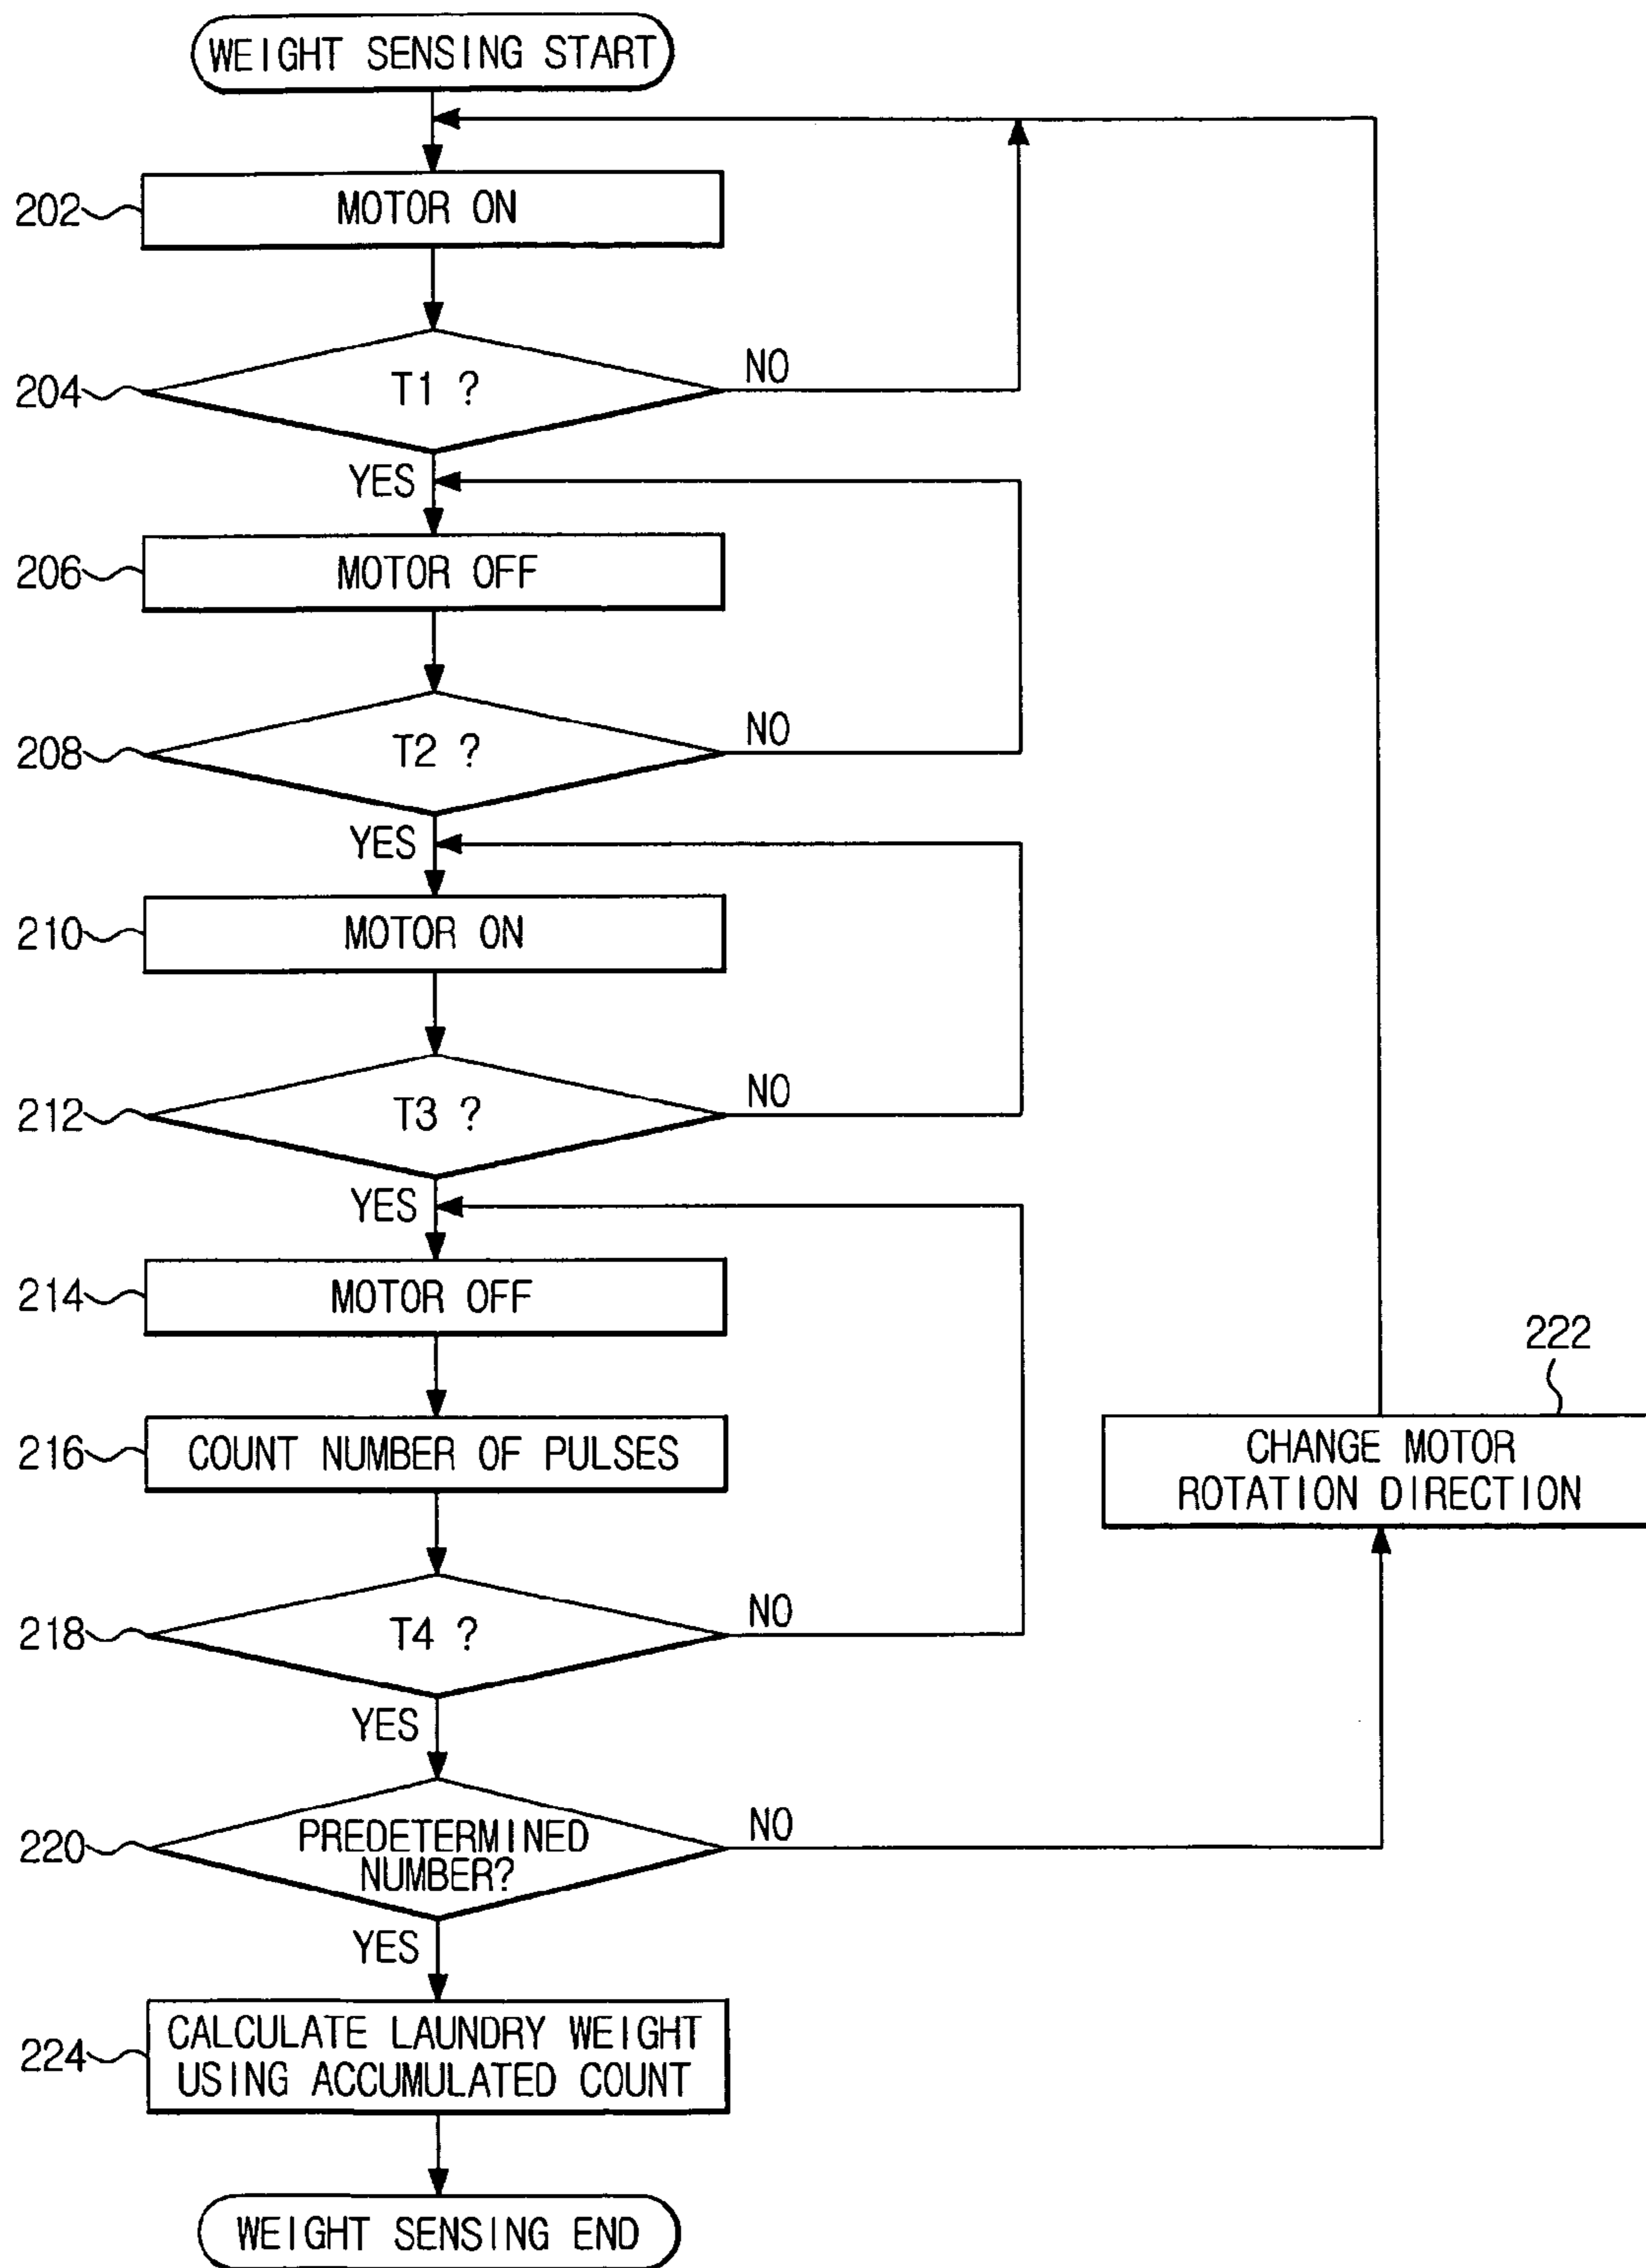 WEIGHT SENSING START
202
MOTOR ON
204
T1 ?
NO
YES
206
MOTOR OFF
208
T2 ?
NO
YES
210
MOTOR ON
212
T3 ?
NO
YES
214
MOTOR OFF
222
216
COUNT NUMBER OF PULSES
CHANGE MOTOR
ROTATION DIRECTION
218
T4 ?
NO
YES
220
PREDETERMINED
NUMBER?
NO
YES
224
CALCULATE LAUNDRY WEIGHT
USING ACCUMULATED COUNT
WEIGHT SENSING END